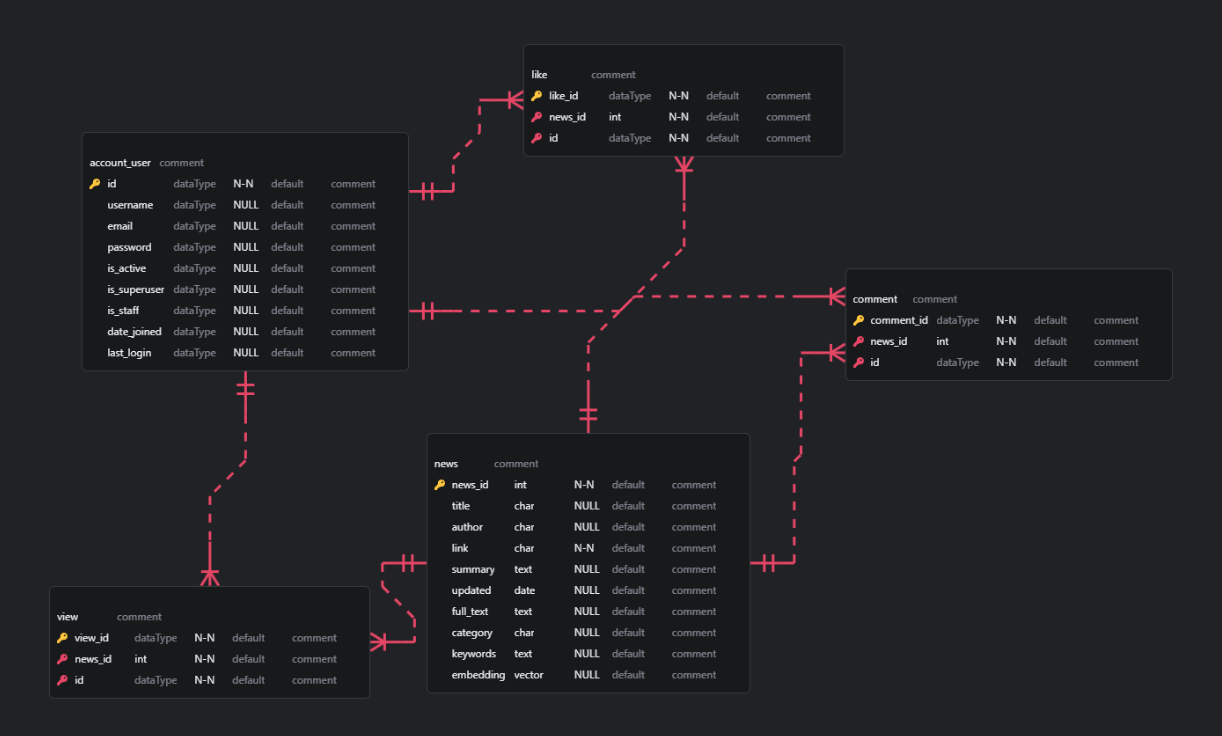 like comment
like_id dataType N-N default comment
news_id int N-N default comment
id dataType N-N default comment
account_user comment
id dataType N-N default comment
username dataType NULL default comment
email dataType NULL default comment
password dataType NULL default comment
is_active dataType NULL default comment
is_superuser dataType NULL default comment
is_staff dataType NULL default comment
date_joined dataType NULL default comment
last_login dataType NULL default comment
comment comment
comment_id dataType N-N default comment
news_id int N-N default comment
id dataType N-N default comment
news comment
news_id int N-N default comment
title char NULL default comment
author char NULL default comment
link char N-N default comment
summary text NULL default comment
updated date NULL default comment
full_text text NULL default comment
category char NULL default comment
keywords text NULL default comment
embedding vector NULL default comment
view comment
view_id dataType N-N default comment
news_id int N-N default comment
id dataType N-N default comment